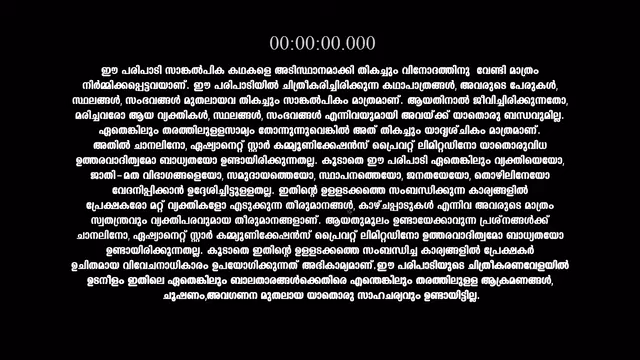 00:00:00.000
ഈ പരിപാടി സാങ്കൽപിക കഥകളെ അടിസ്ഥാനമാക്കി തികച്ചും വിനോദത്തിനു വേണ്ടി മാത്രം
നിർമ്മിക്കപ്പെട്ടവയാണ്. ഈ പരിപാടിയിൽ ചിത്രീകരിച്ചിരിക്കുന്ന കഥാപാത്രങ്ങൾ, അവരുടെ പേരുകൾ,
സ്ഥലങ്ങൾ, സംഭവങ്ങൾ മുതലായവ തികച്ചും സാങ്കൽപികം മാത്രമാണ്. ആയതിനാൽ ജീവിച്ചിരിക്കുന്നതോ,
മരിച്ചവരോ ആയ വ്യക്തികൾ, സ്ഥലങ്ങൾ, സംഭവങ്ങൾ എന്നിവയുമായി അവയ്ക്ക് യാതൊരു ബന്ധവുമില്ല.
ഏതെങ്കിലും തരത്തിലുളളസാമ്യം തോന്നുന്നുവെങ്കിൽ അത് തികച്ചും യാദൃശ്ചികം മാത്രമാണ്.
അതിൽ ചാനലിനോ, ഏഷ്യാനെറ്റ് സ്റ്റാർ കമ്മ്യൂണിക്കേഷൻസ് പ്രൈവറ്റ് ലിമിറ്റഡിനോ യാതൊരുവിധ
ഉത്തരവാദിത്വമോ ബാധ്യതയോ ഉണ്ടായിരിക്കുന്നതല്ല. കൂടാതെ ഈ പരിപാടി ഏതെങ്കിലും വ്യക്തിയെയോ,
ജാതി-മത വിദാഗങ്ങളെയോ, സമുദായത്തെയോ, സ്ഥാപനത്തെയോ, ജനതയേയോ, തൊഴിലിനേയോ
വേദനിപ്പിക്കാൻ ഉദ്ദേശ്ശിച്ചിട്ടുളളതല്ല. ഇതിന്റെ ഉളളടക്കത്തെ സംബന്ധിക്കുന്ന കാര്യങ്ങളിൽ
പ്രേക്ഷകരോ മറ്റ് വ്യക്തികളോ എടുക്കുന്ന തീരുമാനങ്ങൾ, കാഴ്ചപ്പാടുകൾ എന്നിവ അവരുടെ മാത്രം
സ്വതന്ത്രവും വ്യക്തിപരവുമായ തീരുമാനങ്ങളാണ്. ആയതുമൂലം ഉണ്ടായേക്കാവുന്ന പ്രശ്നങ്ങൾക്ക്
ചാനലിനോ, ഏഷ്യാനെറ്റ് സ്റ്റാർ കമ്മ്യൂണിക്കേഷൻസ് പ്രൈവറ്റ് ലിമിറ്റഡിനോ ഉത്തരവാദിത്വമോ ബാധ്യതയോ
ഉണ്ടായിരിക്കുന്നതല്ല. കൂടാതെ ഇതിന്റെ ഉളളടക്കത്തെ സംബന്ധിച്ച കാര്യങ്ങളിൽ പ്രേക്ഷകർ
ഉചിതമായ വിവേചനാധികാരം ഉപയോഗിക്കുന്നത് അഭികാമ്യമാണ്.ഈ പരിപാടിയുടെ ചിത്രീകരണവേളയിൽ
ഉടനീളം ഇതിലെ ഏതെങ്കിലും ബാലതാരങ്ങൾക്കെതിരെ എന്തെങ്കിലും തരത്തിലുളള ആക്രമണങ്ങൾ,
ചൂഷണം,അവഗണന മുതലായ യാതൊരു സാഹചര്യവും ഉണ്ടായിട്ടില്ല.